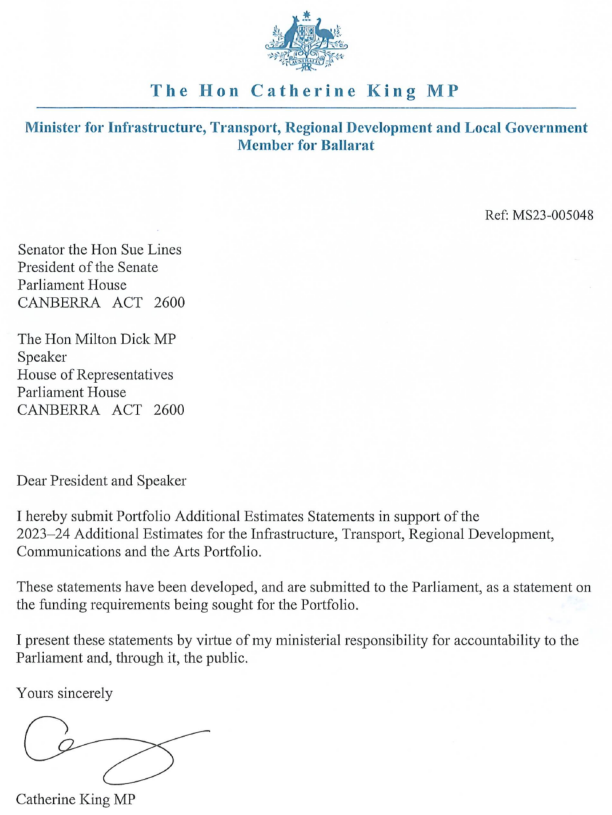 The Hon Catherine King MP
Minister for Infrastructure, Transport, Regional Development and Local Government
Member for Ballarat
Ref: MS23-005048
Senator the Hon Sue Lines
President of the Senate
Parliament House
CANBERRA ACT 2600
The Hon Milton Dick MP
Speaker
House of Representatives
Parliament House
CANBERRA ACT 2600
Dear President and Speaker
I hereby submit Portfolio Additional Estimates Statements in support of the
2023–24 Additional Estimates for the Infrastructure, Transport, Regional Development,
Communications and the Arts Portfolio.
These statements have been developed, and are submitted to the Parliament, as a statement on
the funding requirements being sought for the Portfolio.
I present these statements by virtue of my ministerial responsibility for accountability to the
Parliament and, through it, the public.
Yours sincerely
Catherine King MP